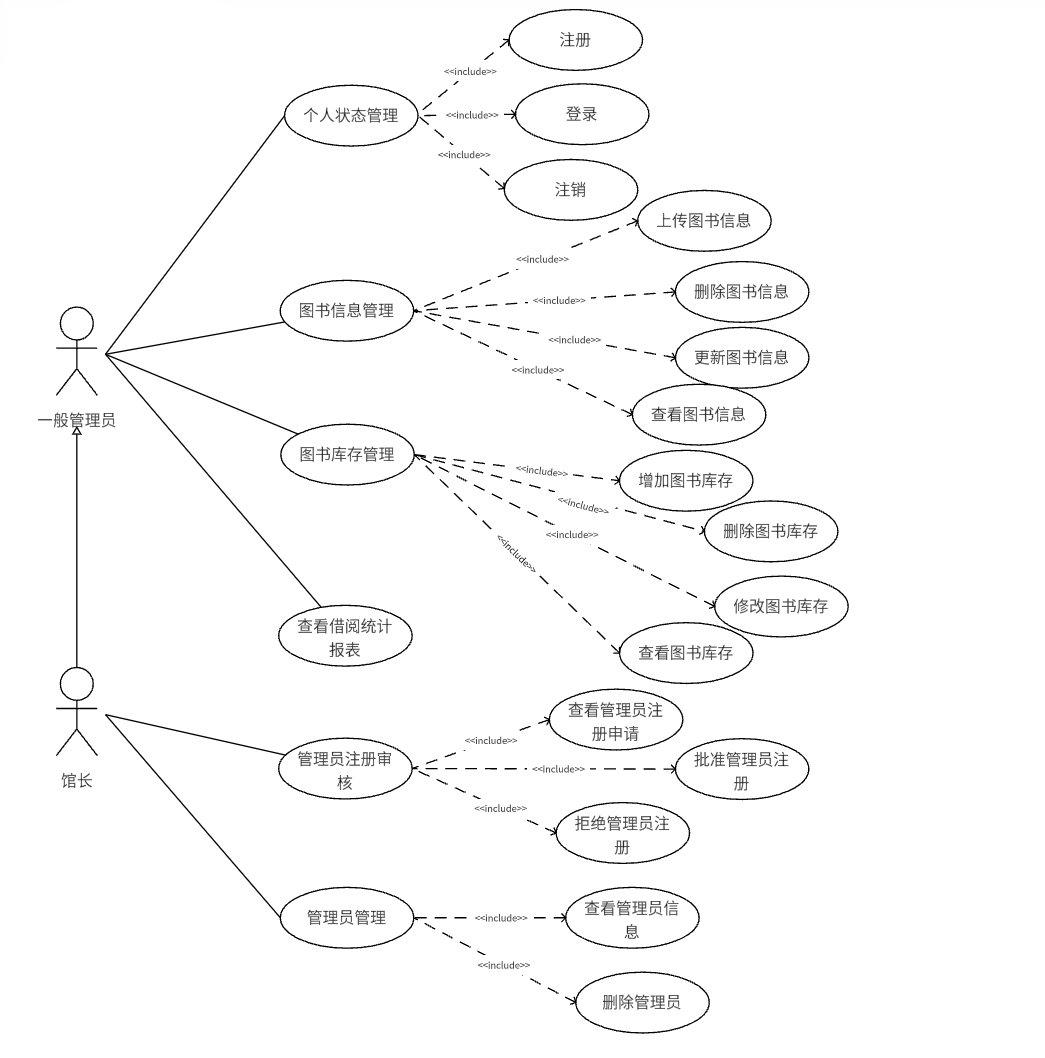 注册
<<include>>
个人状态管理
<<include>>
登录
<<include>>
注销
上传图书信息
<<include>>
删除图书信息
<<include>>
图书信息管理
<<include>>
更新图书信息
<<include>>
查看图书信息
一般管理员
图书库存管理
<<include>>
增加图书库存
<<include>>
删除图书库存
<<include>>
<<include>>
修改图书库存
查看借阅统计
报表
查看图书库存
查看管理员注
册申请
<<include>>
管理员注册审
核
<<include>>
批准管理员注
册
馆长
<<include>>
拒绝管理员注
册
管理员管理
<<include>>
查看管理员信
息
<<include>>
删除管理员